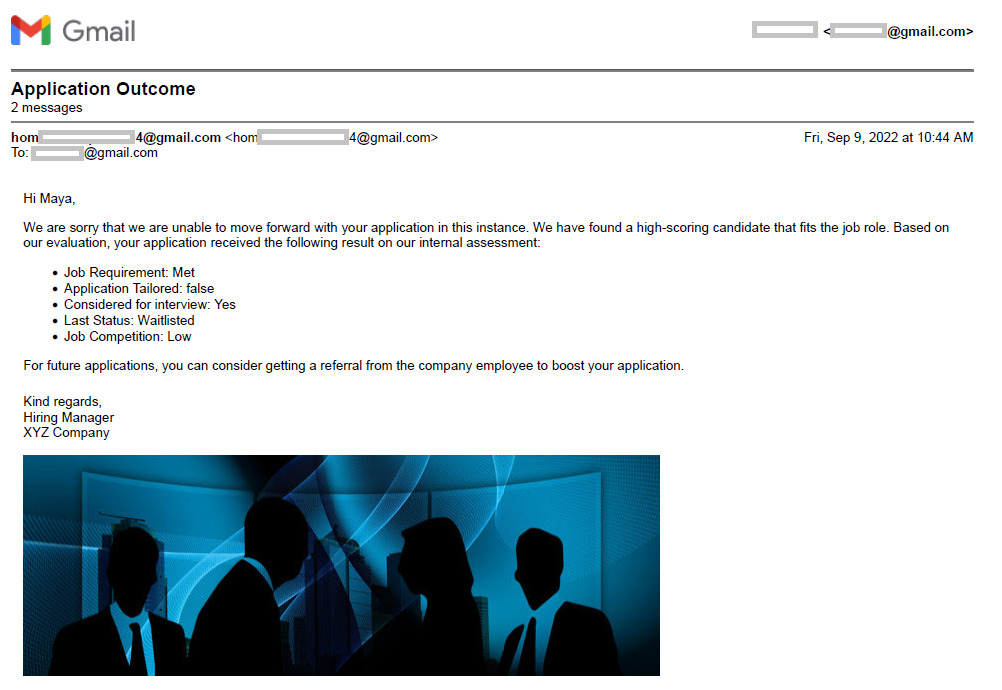 Gmail
< @gmail.com>
Application Outcome
2 messages
hom 4@gmail.com <hom 4@gmail.com> Fri, Sep 9, 2022 at 10:44 AM
To: @gmail.com
Hi Maya,
We are sorry that we are unable to move forward with your application in this instance. We have found a high-scoring candidate that fits the job role. Based on
our evaluation, your application received the following result on our internal assessment:
• Job Requirement: Met
• Application Tailored: false
• Considered for interview: Yes
• Last Status: Waitlisted
• Job Competition: Low
For future applications, you can consider getting a referral from the company employee to boost your application.
Kind regards,
Hiring Manager
XYZ Company